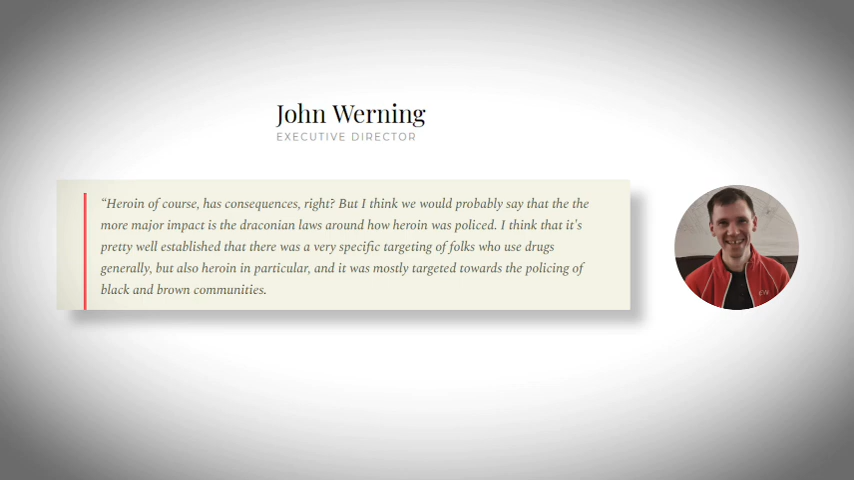 John Werning
EXECUTIVE DIRECTOR
“Heroin of course, has consequences, right? But I think we would probably say that the the
more major impact is the draconian laws around how heroin was policed. I think that it's
pretty well established that there was a very specific targeting of folks who use drugs
generally, but also heroin in particular, and it was mostly targeted towards the policing of
black and brown communities.